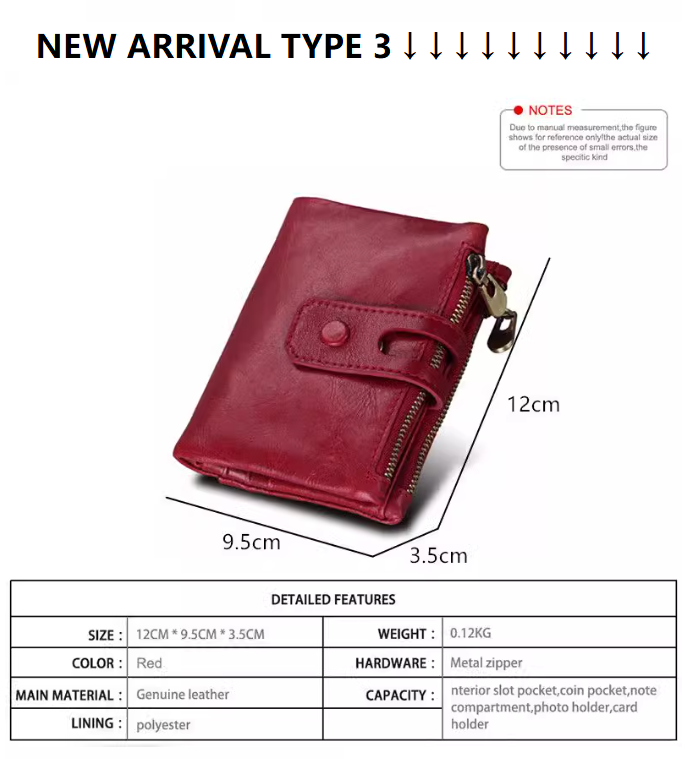 NEW ARRIVAL TYPE 3 ↓↓↓↓↓↓↓↓↓↓
NOTES
Due to manual measurement,the figure
shows for reference only!the actual size
of the presence of small errors,the
specitic kind
12cm
9.5cm
3.5cm
DETAILED FEATURES
SIZE : 12CM * 9.5CM * 3.5CM WEIGHT : 0.12KG
COLOR : Red HARDWARE : Metal zipper
MAIN MATERIAL : Genuine leather CAPACITY : nterior slot pocket,coin pocket,note
compartment,photo holder,card
LINING : polyester holder